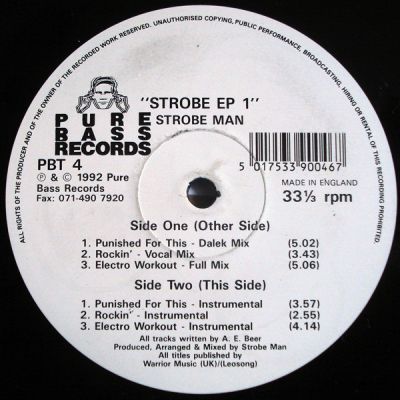 ALL RIGHTS OF THE OWNER OF THE RECORDED WORK RESERVED. UNAUTHORISED COPYING, PUBLIC PERFORMANCE, BROADCASTING, HIRING OR RENTAL OF THIS RECORDING PROHIBITED.
PURE
BASS
RECORDS
PBT 4
℗ & © 1992 Pure
Bass Records
Fax: 071-490 7920
"STROBE EP 1"
STROBE MAN
5 017533 900467
MADE IN ENGLAND
33⅓ rpm
Side One (Other Side)
1. Punished For This - Dalek Mix (5.02)
2. Rockin' - Vocal Mix (3.43)
3. Electro Workout - Full Mix (5.06)
Side Two (This Side)
1. Punished For This - Instrumental (3.57)
2. Rockin' - Instrumental (2.55)
3. Electro Workout - Instrumental (4.14)
All tracks written by A. E. Beer
Produced, Arranged & Mixed by Strobe Man
All titles published by
Warrior Music (UK)/(Leosong)